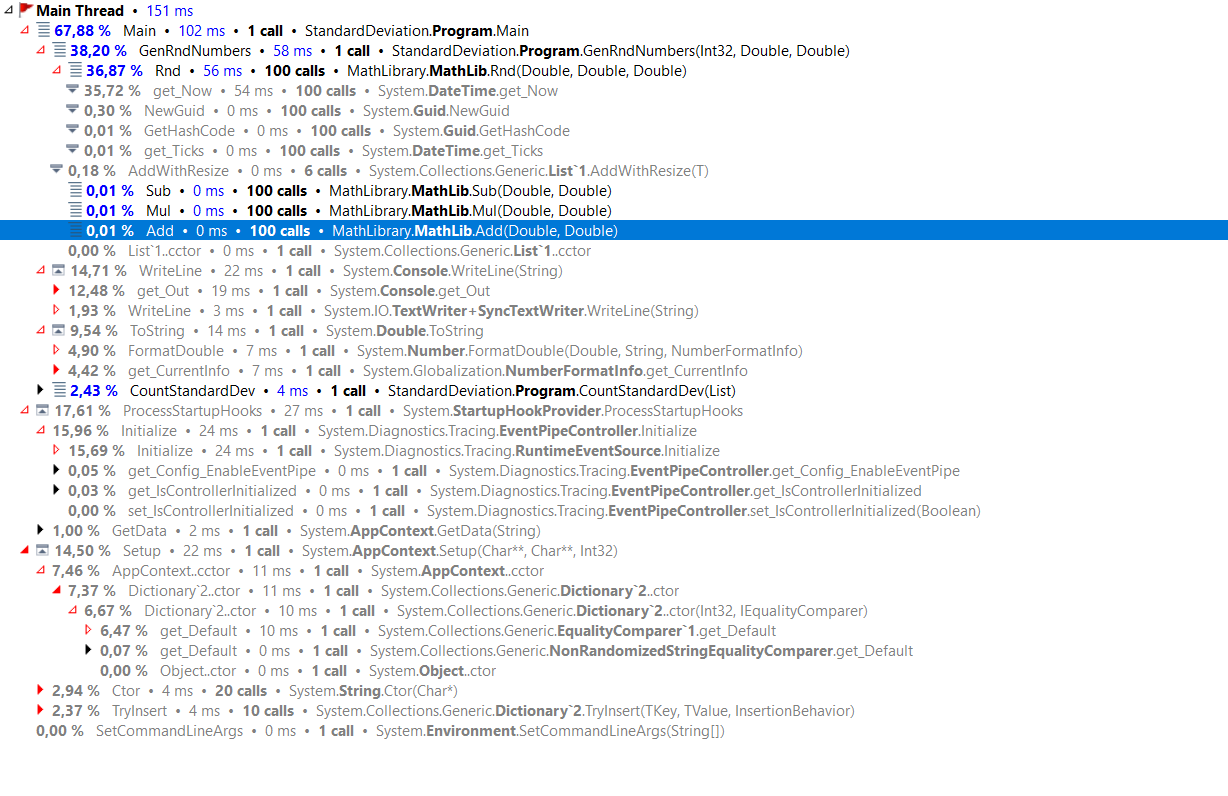 Main Thread • 151 ms
67,88 % Main • 102 ms • 1 call • StandardDeviation.Program.Main
38,20 % GenRndNumbers • 58 ms • 1 call • StandardDeviation.Program.GenRndNumbers(Int32, Double, Double)
36,87 % Rnd • 56 ms • 100 calls • MathLibrary.MathLib.Rnd(Double, Double, Double)
35,72 % get_Now • 54 ms • 100 calls • System.DateTime.get_Now
0,30 % NewGuid • 0 ms • 100 calls • System.Guid.NewGuid
0,01 % GetHashCode • 0 ms • 100 calls • System.Guid.GetHashCode
0,01 % get_Ticks • 0 ms • 100 calls • System.DateTime.get_Ticks
0,18 % AddWithResize • 0 ms • 6 calls • System.Collections.Generic.List`1.AddWithResize(T)
0,01 % Sub • 0 ms • 100 calls • MathLibrary.MathLib.Sub(Double, Double)
0,01 % Mul • 0 ms • 100 calls • MathLibrary.MathLib.Mul(Double, Double)
0,01 % Add • 0 ms • 100 calls • MathLibrary.MathLib.Add(Double, Double)
0,00 % List`1..cctor • 0 ms • 1 call • System.Collections.Generic.List`1..cctor
14,71 % WriteLine • 22 ms • 1 call • System.Console.WriteLine(String)
12,48 % get_Out • 19 ms • 1 call • System.Console.get_Out
1,93 % WriteLine • 3 ms • 1 call • System.IO.TextWriter+SyncTextWriter.WriteLine(String)
9,54 % ToString • 14 ms • 1 call • System.Double.ToString
4,90 % FormatDouble • 7 ms • 1 call • System.Number.FormatDouble(Double, String, NumberFormatInfo)
4,42 % get_CurrentInfo • 7 ms • 1 call • System.Globalization.NumberFormatInfo.get_CurrentInfo
2,43 % CountStandardDev • 4 ms • 1 call • StandardDeviation.Program.CountStandardDev(List)
17,61 % ProcessStartupHooks • 27 ms • 1 call • System.StartupHookProvider.ProcessStartupHooks
15,96 % Initialize • 24 ms • 1 call • System.Diagnostics.Tracing.EventPipeController.Initialize
15,69 % Initialize • 24 ms • 1 call • System.Diagnostics.Tracing.RuntimeEventSource.Initialize
0,05 % get_Config_EnableEventPipe • 0 ms • 1 call • System.Diagnostics.Tracing.EventPipeController.get_Config_EnableEventPipe
0,03 % get_IsControllerInitialized • 0 ms • 1 call • System.Diagnostics.Tracing.EventPipeController.get_IsControllerInitialized
0,00 % set_IsControllerInitialized • 0 ms • 1 call • System.Diagnostics.Tracing.EventPipeController.set_IsControllerInitialized(Boolean)
1,00 % GetData • 2 ms • 1 call • System.AppContext.GetData(String)
14,50 % Setup • 22 ms • 1 call • System.AppContext.Setup(Char**, Char**, Int32)
7,46 % AppContext..cctor • 11 ms • 1 call • System.AppContext..cctor
7,37 % Dictionary`2..ctor • 11 ms • 1 call • System.Collections.Generic.Dictionary`2..ctor
6,67 % Dictionary`2..ctor • 10 ms • 1 call • System.Collections.Generic.Dictionary`2..ctor(Int32, IEqualityComparer)
6,47 % get_Default • 10 ms • 1 call • System.Collections.Generic.EqualityComparer`1.get_Default
0,07 % get_Default • 0 ms • 1 call • System.Collections.Generic.NonRandomizedStringEqualityComparer.get_Default
0,00 % Object..ctor • 0 ms • 1 call • System.Object..ctor
2,94 % Ctor • 4 ms • 20 calls • System.String.Ctor(Char*)
2,37 % TryInsert • 4 ms • 10 calls • System.Collections.Generic.Dictionary`2.TryInsert(TKey, TValue, InsertionBehavior)
0,00 % SetCommandLineArgs • 0 ms • 1 call • System.Environment.SetCommandLineArgs(String[])